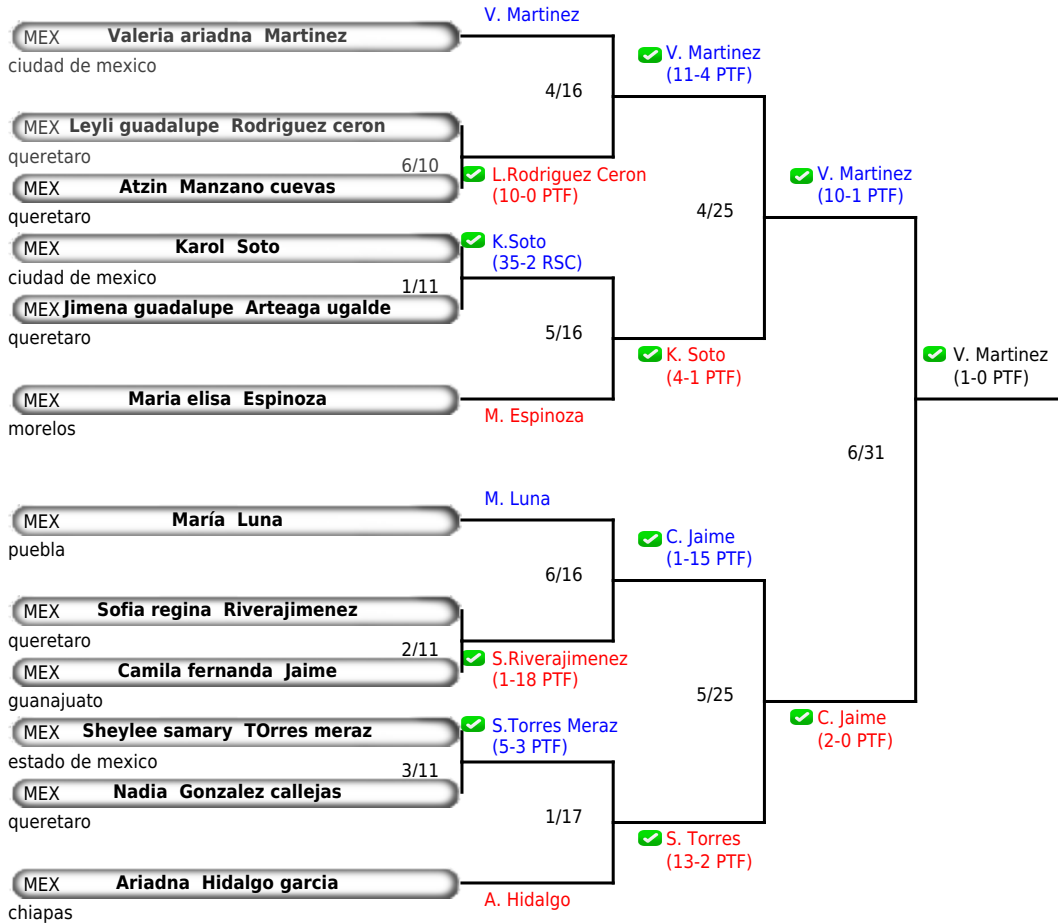 V. Martinez
MEX Valeria ariadna Martinez
ciudad de mexico
V. Martinez
(11-4 PTF)
4/16
MEX Leyli guadalupe Rodriguez ceron
queretaro
6/10
L.Rodriguez Ceron
(10-0 PTF)
MEX Atzin Manzano cuevas
queretaro
V. Martinez
(10-1 PTF)
4/25
MEX Karol Soto
ciudad de mexico
K.Soto
(35-2 RSC)
1/11
MEX Jimena guadalupe Arteaga ugalde
queretaro
5/16
K. Soto
(4-1 PTF)
V. Martinez
(1-0 PTF)
MEX Maria elisa Espinoza
morelos
M. Espinoza
6/31
M. Luna
MEX María Luna
puebla
C. Jaime
(1-15 PTF)
6/16
MEX Sofia regina Riverajimenez
queretaro
2/11
S.Riverajimenez
(1-18 PTF)
MEX Camila fernanda Jaime
guanajuato
5/25
C. Jaime
(2-0 PTF)
MEX Sheylee samary TOrres meraz
estado de mexico
S.Torres Meraz
(5-3 PTF)
3/11
MEX Nadia Gonzalez callejas
queretaro
1/17
S. Torres
(13-2 PTF)
MEX Ariadna Hidalgo garcia
chiapas
A. Hidalgo